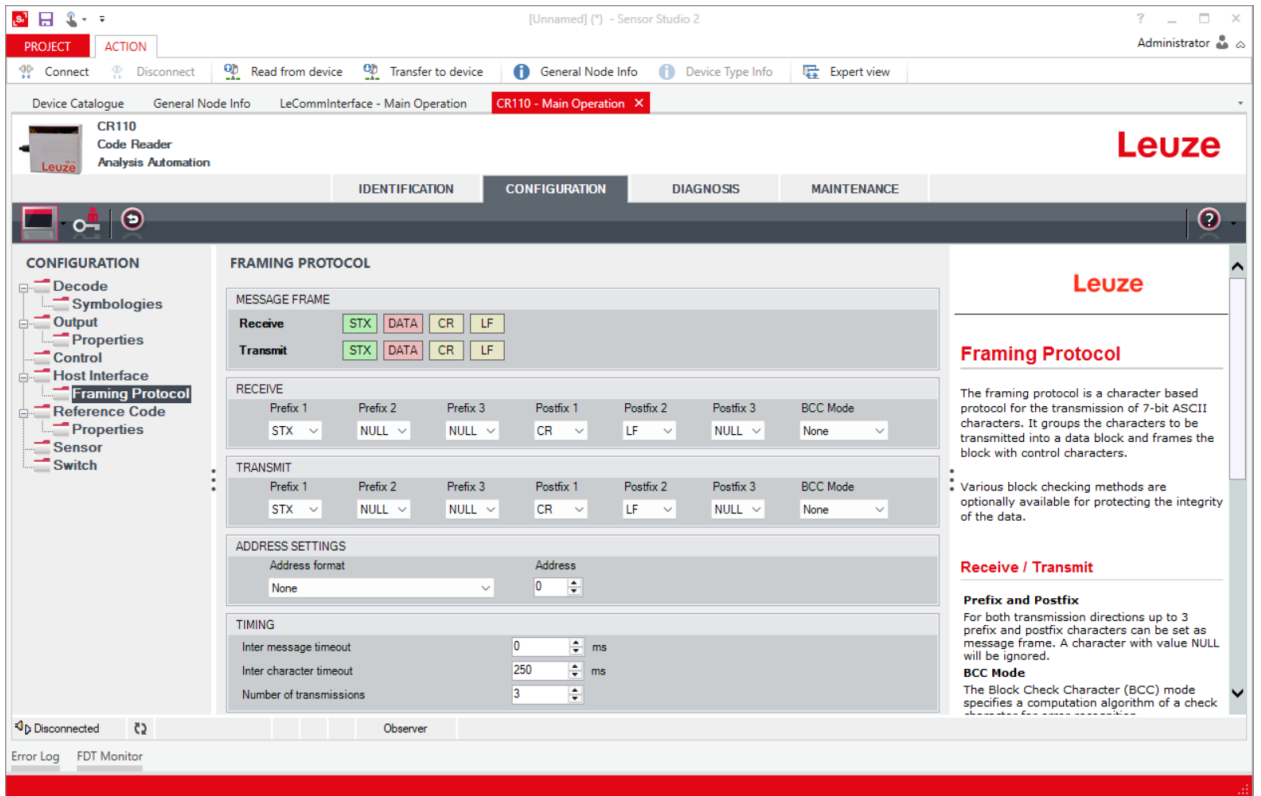 [Unnamed] (*) - Sensor Studio 2
PROJECT ACTION Administrator
Connect Disconnect Read from device Transfer to device General Node Info Device Type Info Expert view
Device Catalogue General Node Info LeCommInterface - Main Operation CR110 - Main Operation
CR110
Code Reader
Analysis Automation
Leuze
Leuze
IDENTIFICATION CONFIGURATION DIAGNOSIS MAINTENANCE
CONFIGURATION
Decode
Symbologies
Output
Properties
Control
Host Interface
Framing Protocol
Reference Code
Properties
Sensor
Switch
FRAMING PROTOCOL
MESSAGE FRAME
Receive STX DATA CR LF
Transmit STX DATA CR LF
RECEIVE
Prefix 1 Prefix 2 Prefix 3 Postfix 1 Postfix 2 Postfix 3 BCC Mode
STX NULL NULL CR LF NULL None
TRANSMIT
Prefix 1 Prefix 2 Prefix 3 Postfix 1 Postfix 2 Postfix 3 BCC Mode
STX NULL NULL CR LF NULL None
ADDRESS SETTINGS
Address format Address
None 0
TIMING
Inter message timeout 0 ms
Inter character timeout 250 ms
Number of transmissions 3
Leuze
Framing Protocol
The framing protocol is a character based
protocol for the transmission of 7-bit ASCII
characters. It groups the characters to be
transmitted into a data block and frames the
block with control characters.
Various block checking methods are
optionally available for protecting the integrity
of the data.
Receive / Transmit
Prefix and Postfix
For both transmission directions up to 3
prefix and postfix characters can be set as
message frame. A character with value NULL
will be ignored.
BCC Mode
The Block Check Character (BCC) mode
specifies a computation algorithm of a check
Disconnected Observer
Error Log FDT Monitor